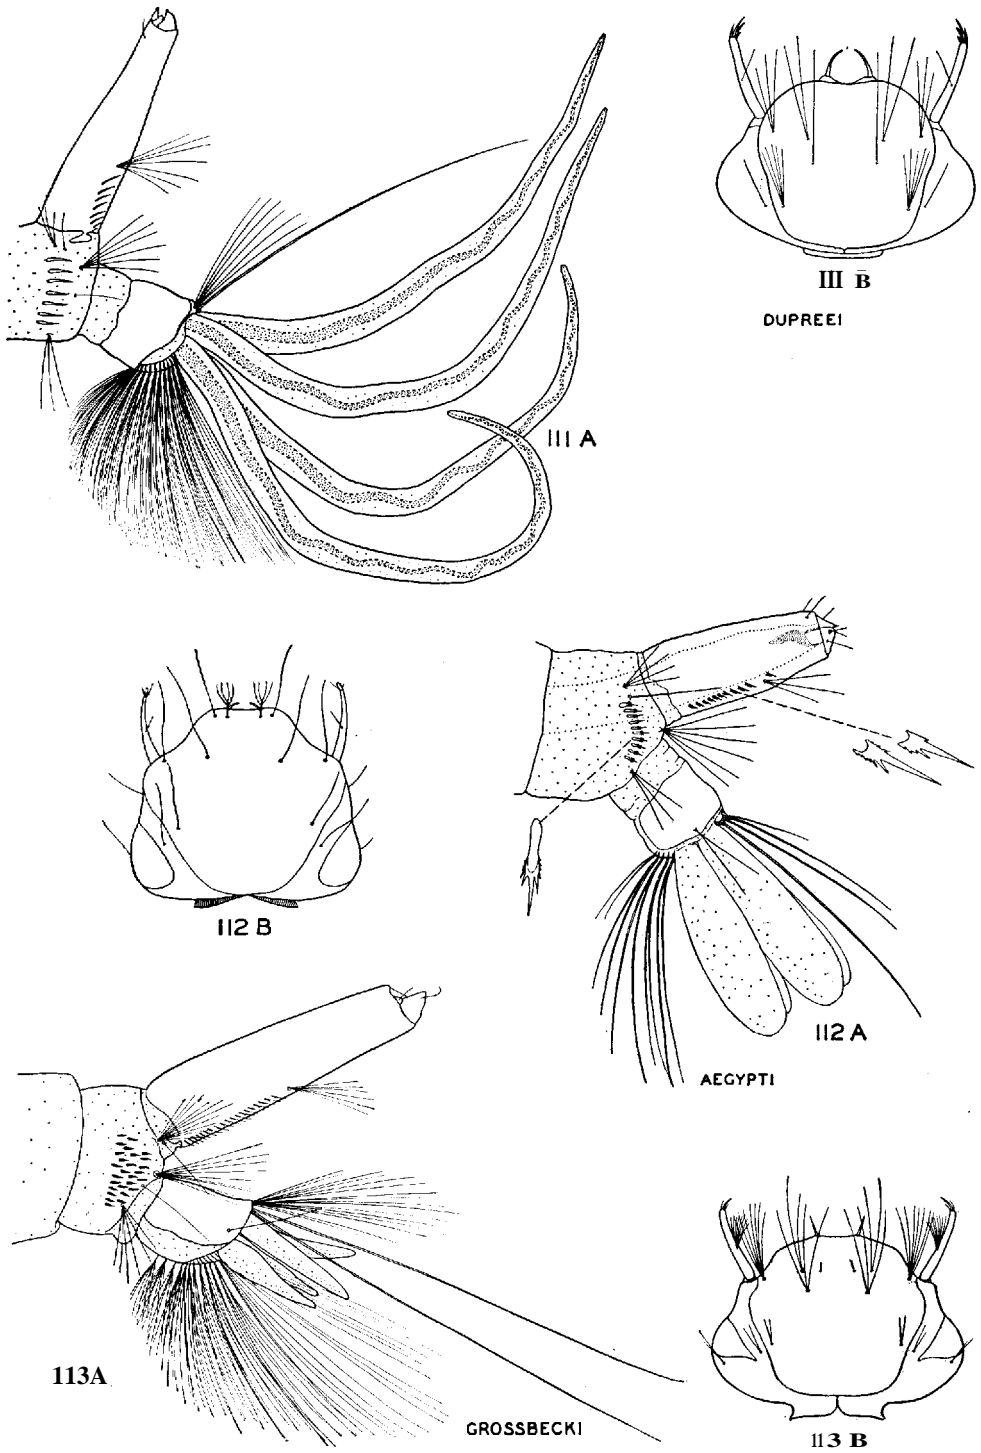 III B
DUPREEI
111 A
112 B
112 A
AEGYPTI
113A
GROSSBECKI
113 B